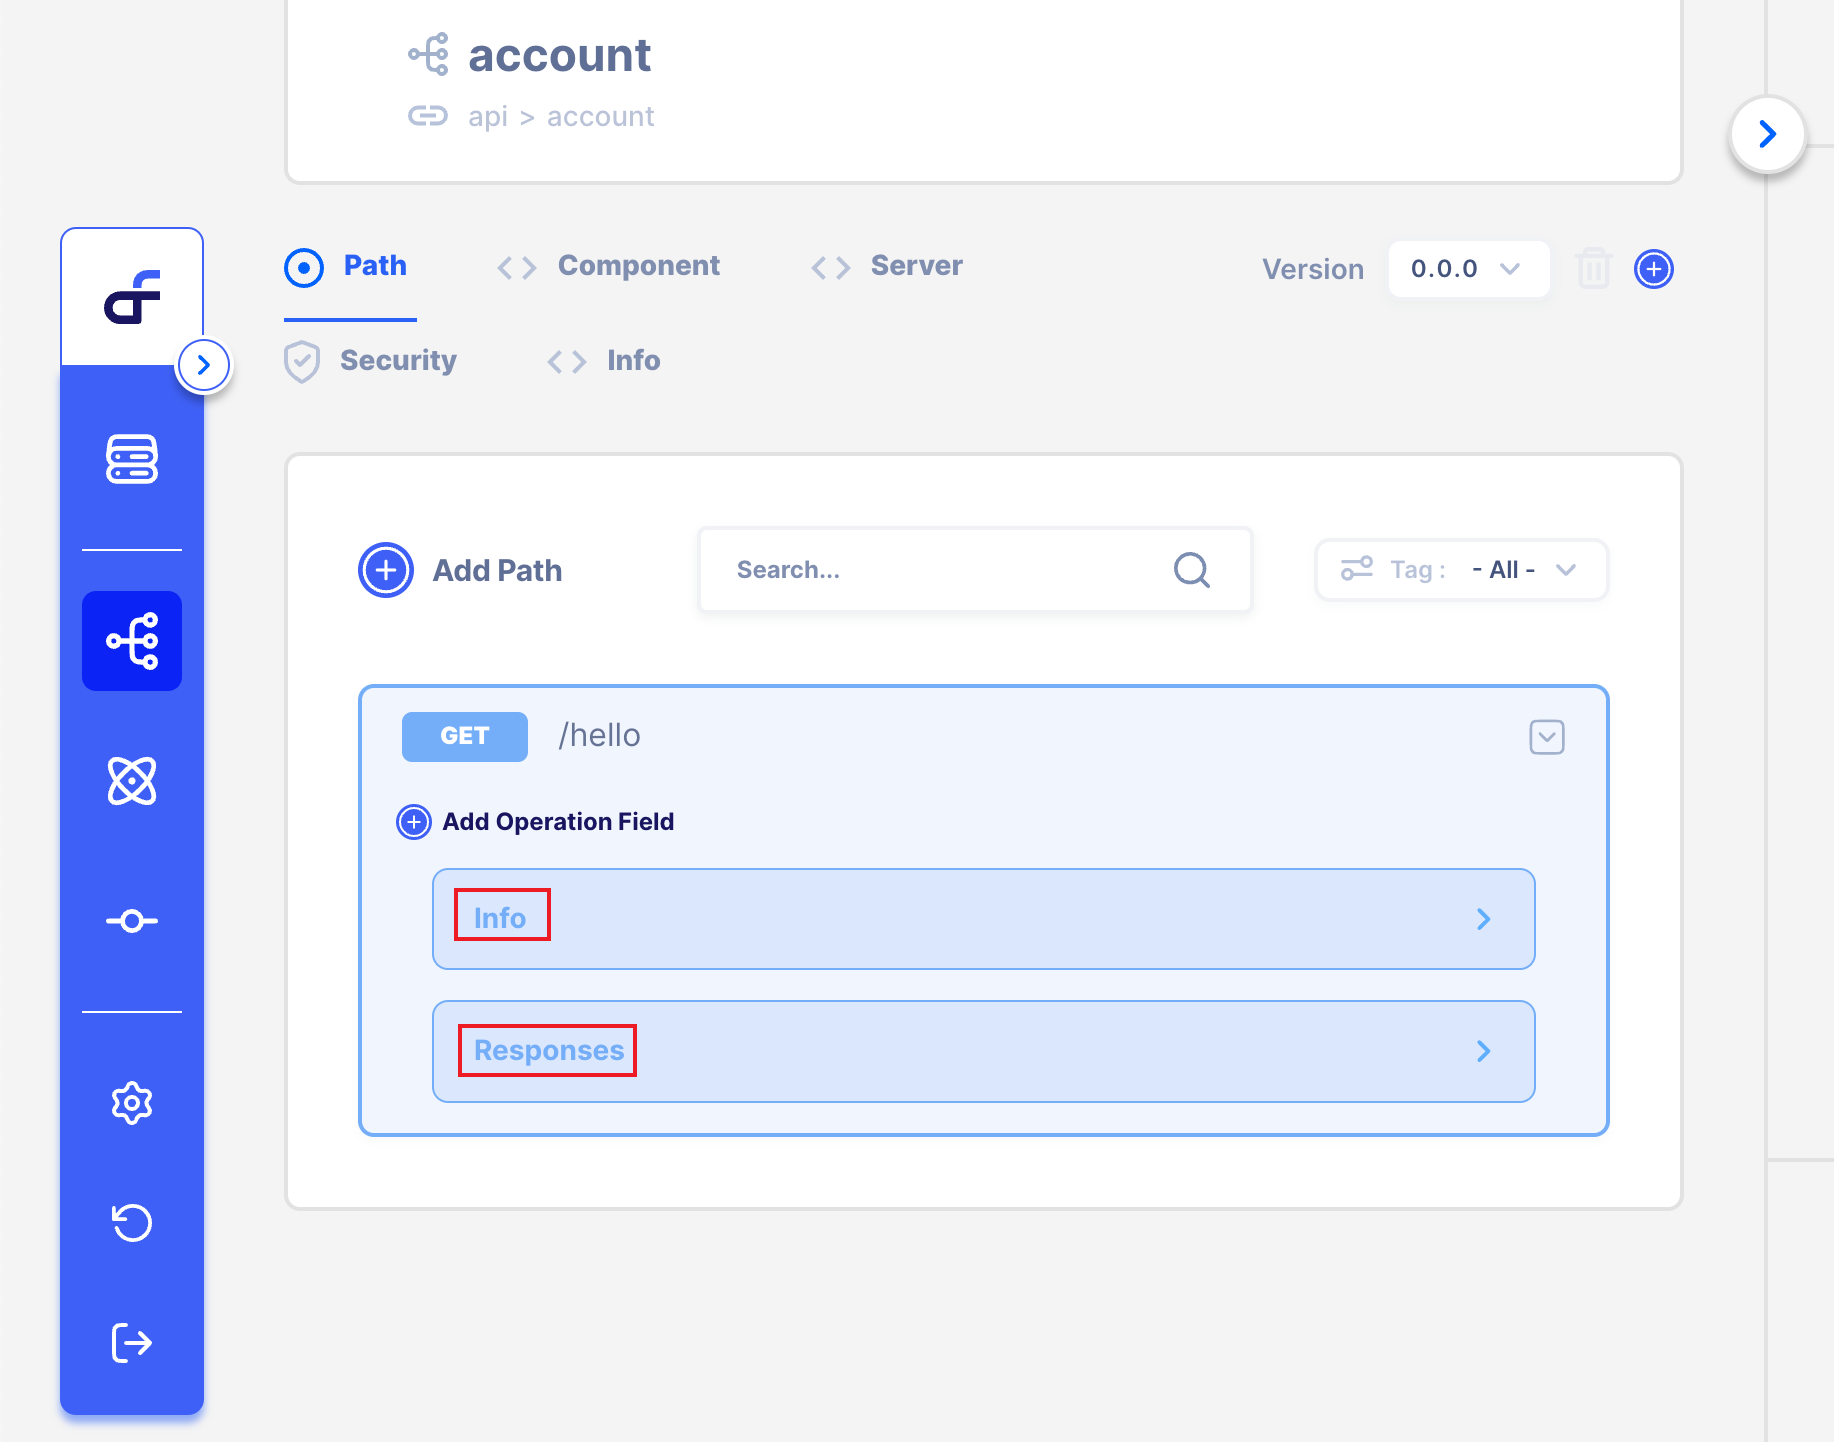 account
api > account
Path
Component
Server
Version
0.0.0
Security
Info
Add Path
Search...
Tag :
- All -
GET
/hello
Add Operation Field
Info
Responses